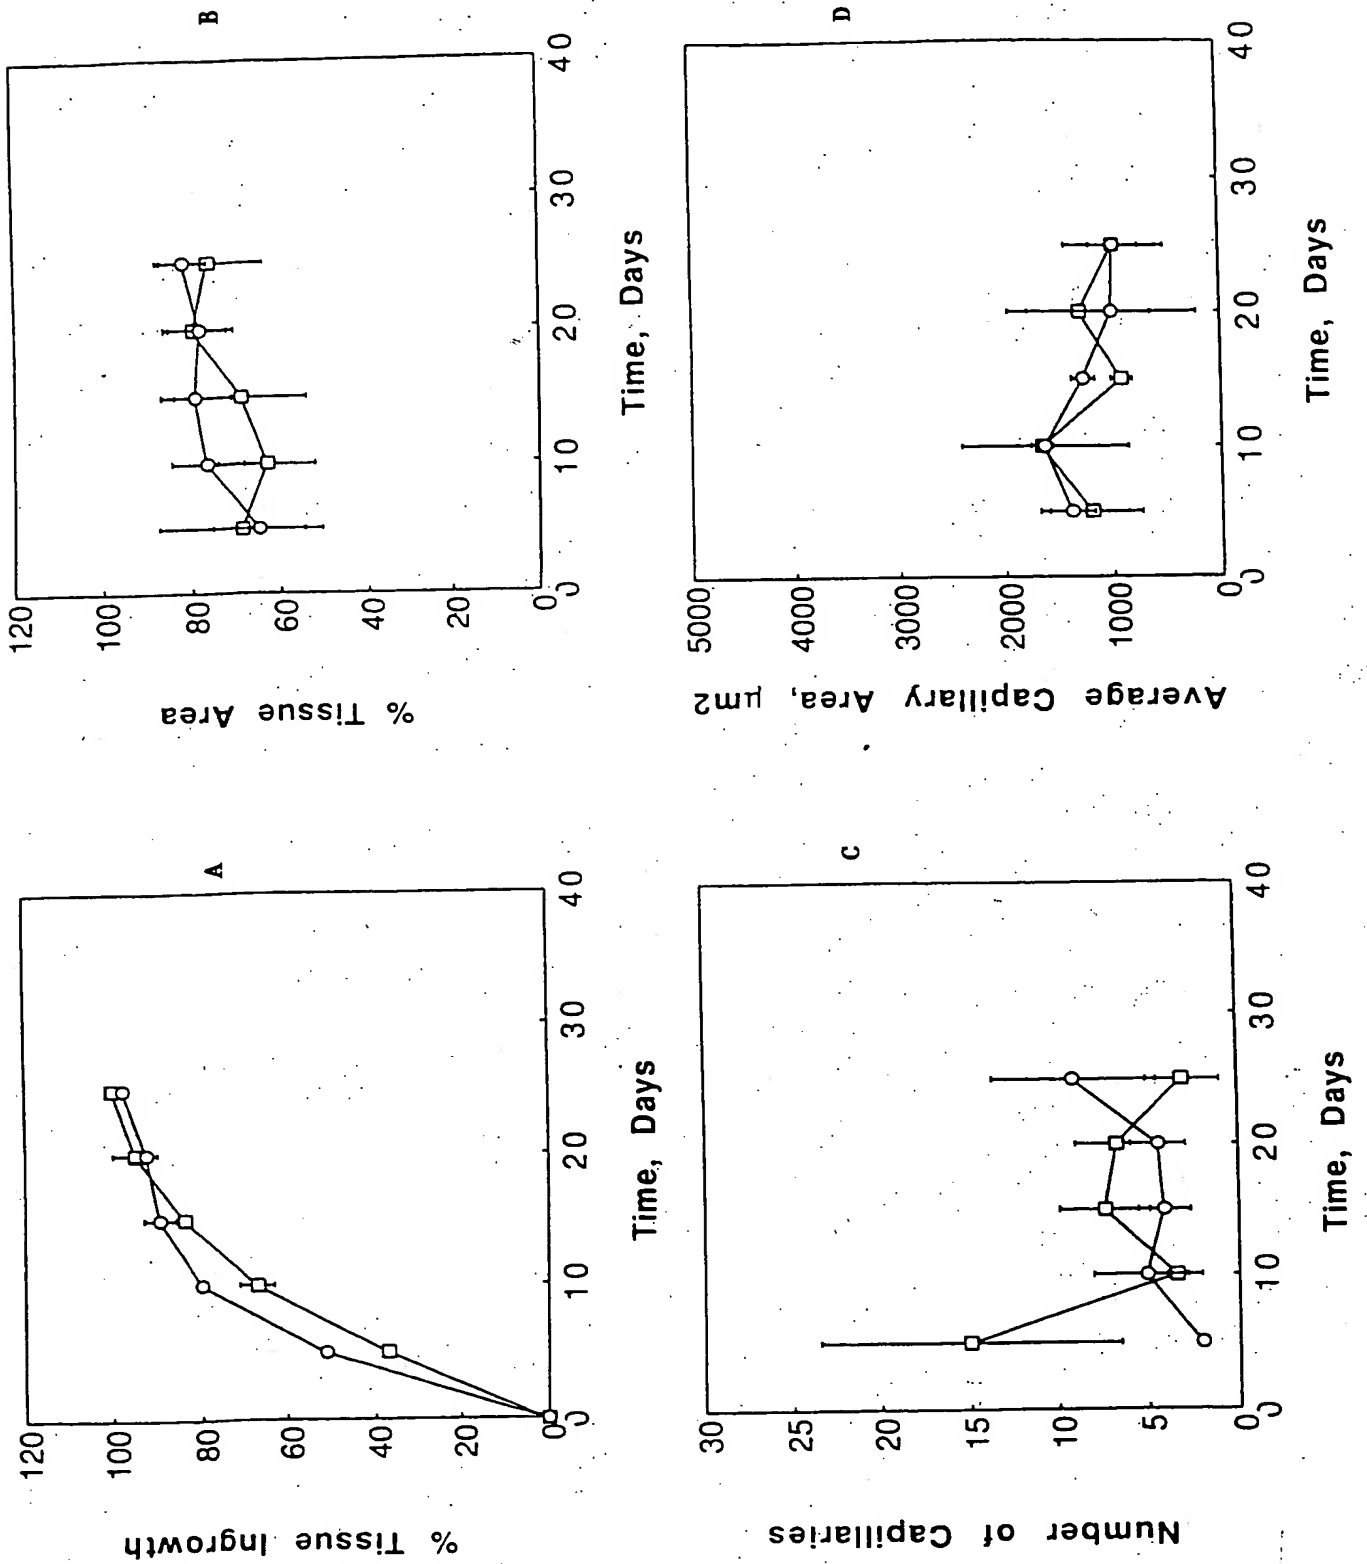 A
% Tissue Ingrowth
120
100
80
60
40
20
0
0 10 20 30 40
Time, Days
B
% Tissue Area
120
100
80
60
40
20
0
0 10 20 30 40
Time, Days
C
Number of Capillaries
30
25
20
15
10
5
0
0 10 20 30 40
Time, Days
D
Average Capillary Area, μm2
5000
4000
3000
2000
1000
0
0 10 20 30 40
Time, Days